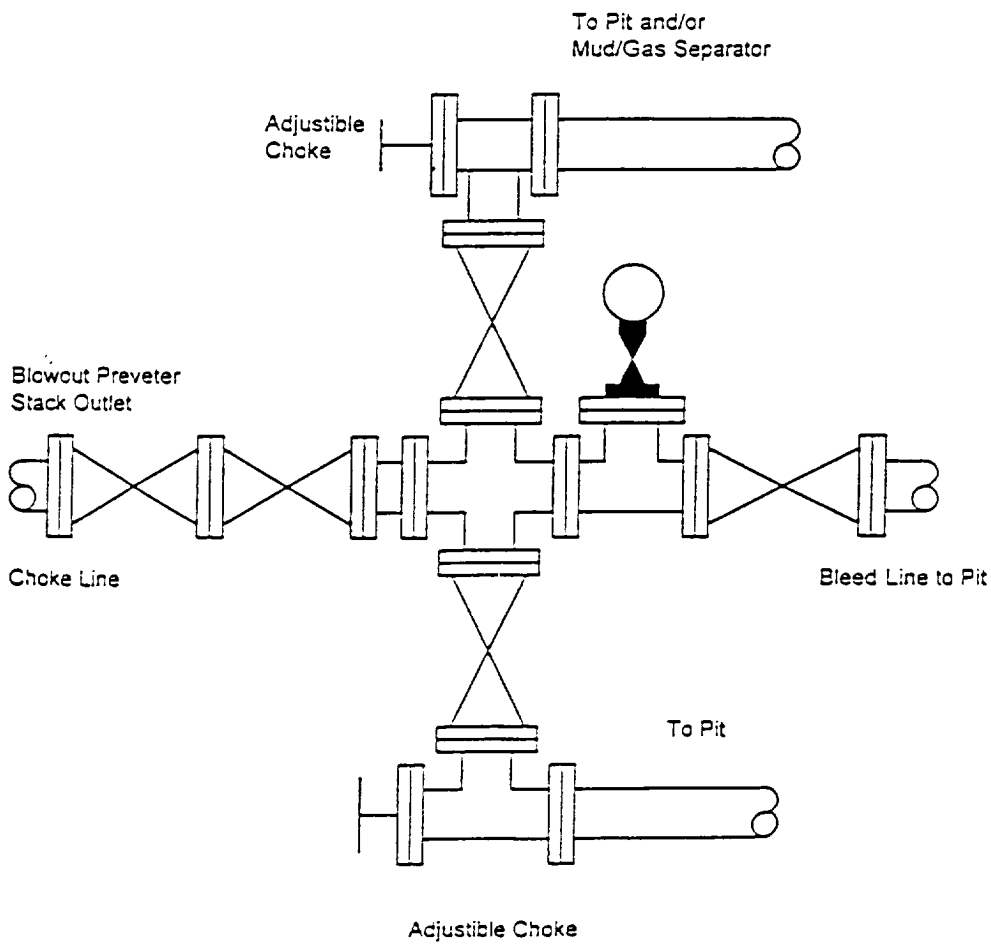 To Pit and/or
Mud/Gas Separator
Adjustible
Choke
Blowout Preveter
Stack Outlet
Choke Line
Bleed Line to Pit
To Pit
Adjustible Choke